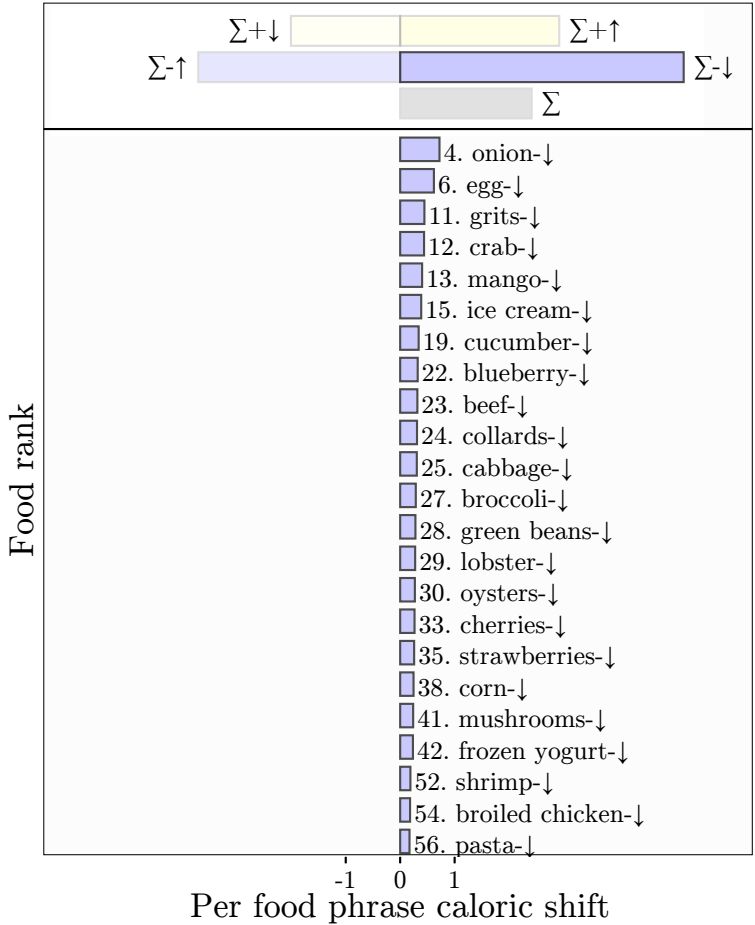 ∑+↓ ∑+↑
∑-↑ ∑-↓
∑
4. onion-↓
6. egg-↓
11. grits-↓
12. crab-↓
13. mango-↓
15. ice cream-↓
19. cucumber-↓
22. blueberry-↓
23. beef-↓
24. collards-↓
25. cabbage-↓
27. broccoli-↓
28. green beans-↓
29. lobster-↓
30. oysters-↓
33. cherries-↓
35. strawberries-↓
38. corn-↓
41. mushrooms-↓
42. frozen yogurt-↓
52. shrimp-↓
54. broiled chicken-↓
56. pasta-↓
Food rank
-1 0 1
Per food phrase caloric shift